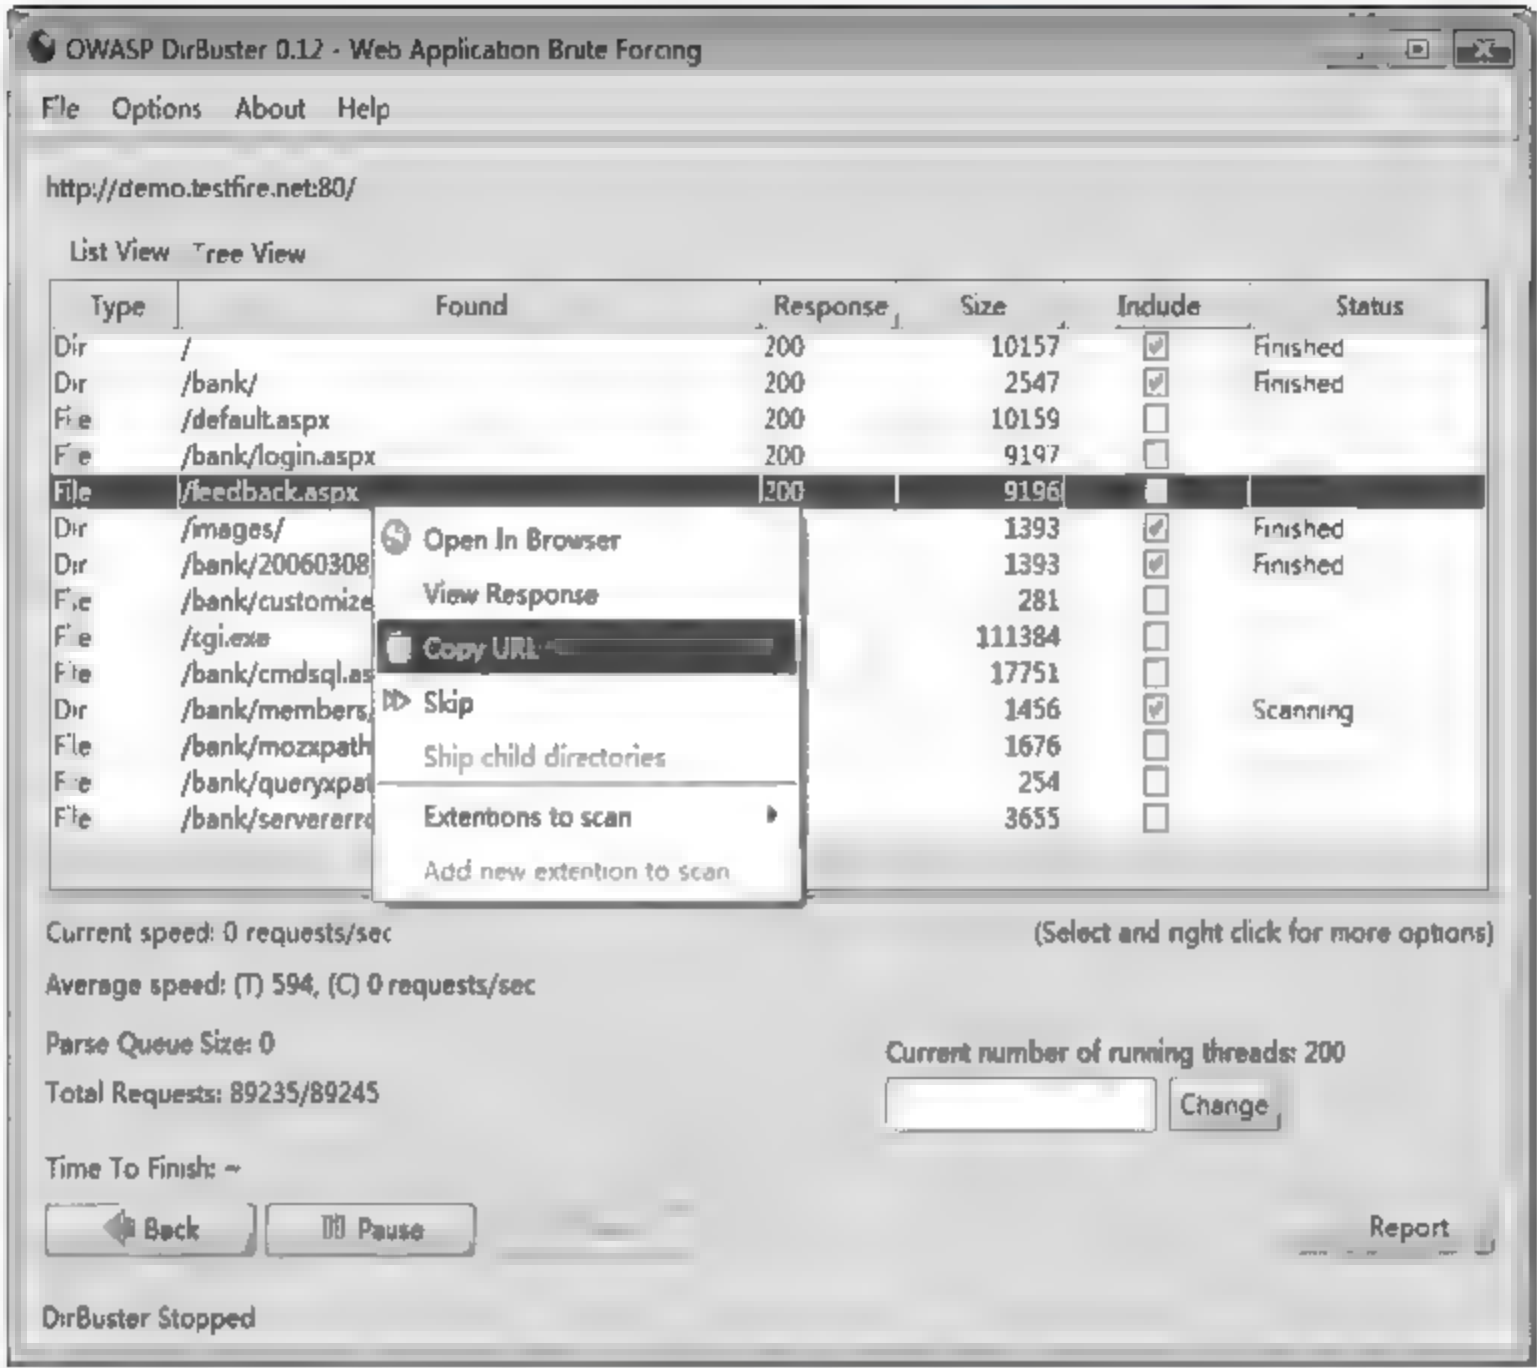 OWASP DirBuster 0.12 - Web Application Brute Forcing
File Options About Help
http://demo.testfire.net:80/
List View Tree View
Type Found Response Size Include Status
Dir / 200 10157 Finished
Dir /bank/ 200 2547 Finished
File /default.aspx 200 10159
File /bank/login.aspx 200 9197
File /feedback.aspx 200 9196
Dir /images/ 1393 Finished
Dir /bank/20060308 1393 Finished
File /bank/customize 281
File /cgi.exe 111384
File /bank/cmdsql.as 17751
Dir /bank/members/ 1456 Scanning
File /bank/mozxpath 1676
File /bank/queryxpat 254
File /bank/servererro 3655
Open In Browser
View Response
Copy URL
Skip
Ship child directories
Extentions to scan
Add new extention to scan
Current speed: 0 requests/sec (Select and right click for more options)
Average speed: (T) 594, (C) 0 requests/sec
Parse Queue Size: 0
Current number of running threads: 200
Total Requests: 89235/89245
Change
Time To Finish: ~
Back Pause Report
DirBuster Stopped